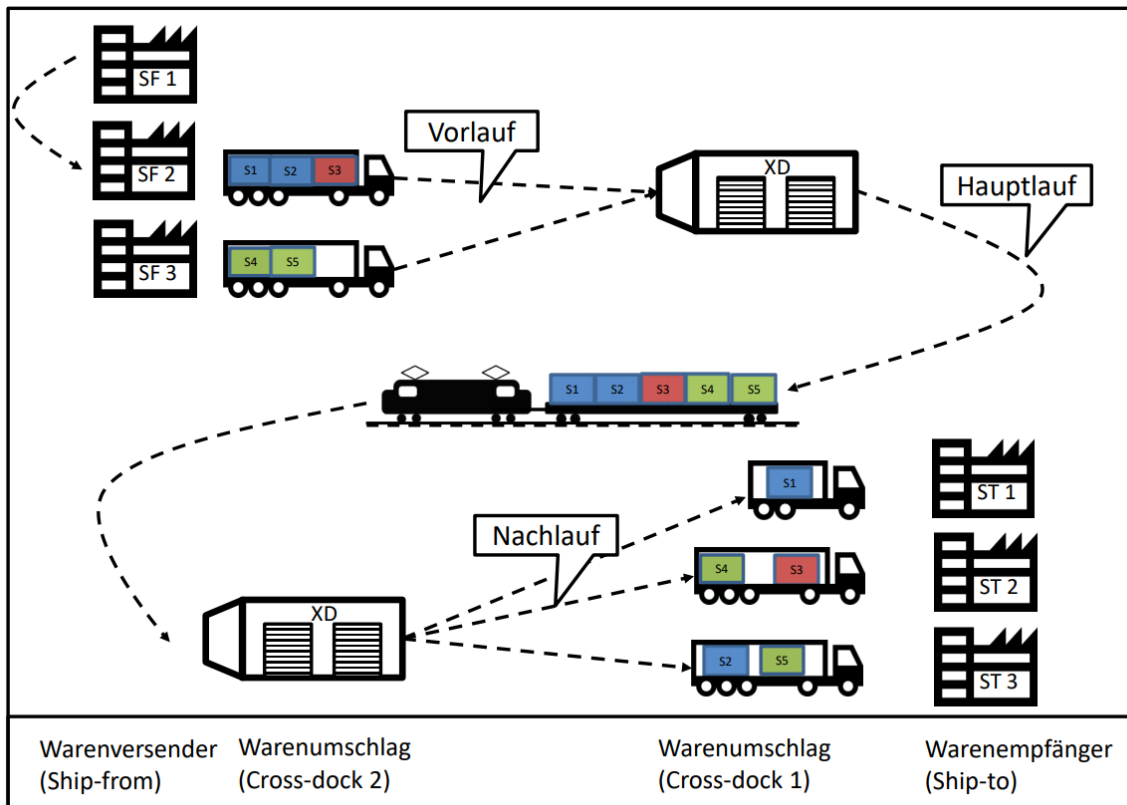 SF 1
SF 2
S1 S2 S3
Vorlauf
XD
Hauptlauf
SF 3
S4 S5
S1 S2 S3 S4 S5
S1
ST 1
Nachlauf
S4 S3
ST 2
XD
S2 S5
ST 3
Warenversender
(Ship-from)
Warenumschlag
(Cross-dock 2)
Warenumschlag
(Cross-dock 1)
Warenempfänger
(Ship-to)